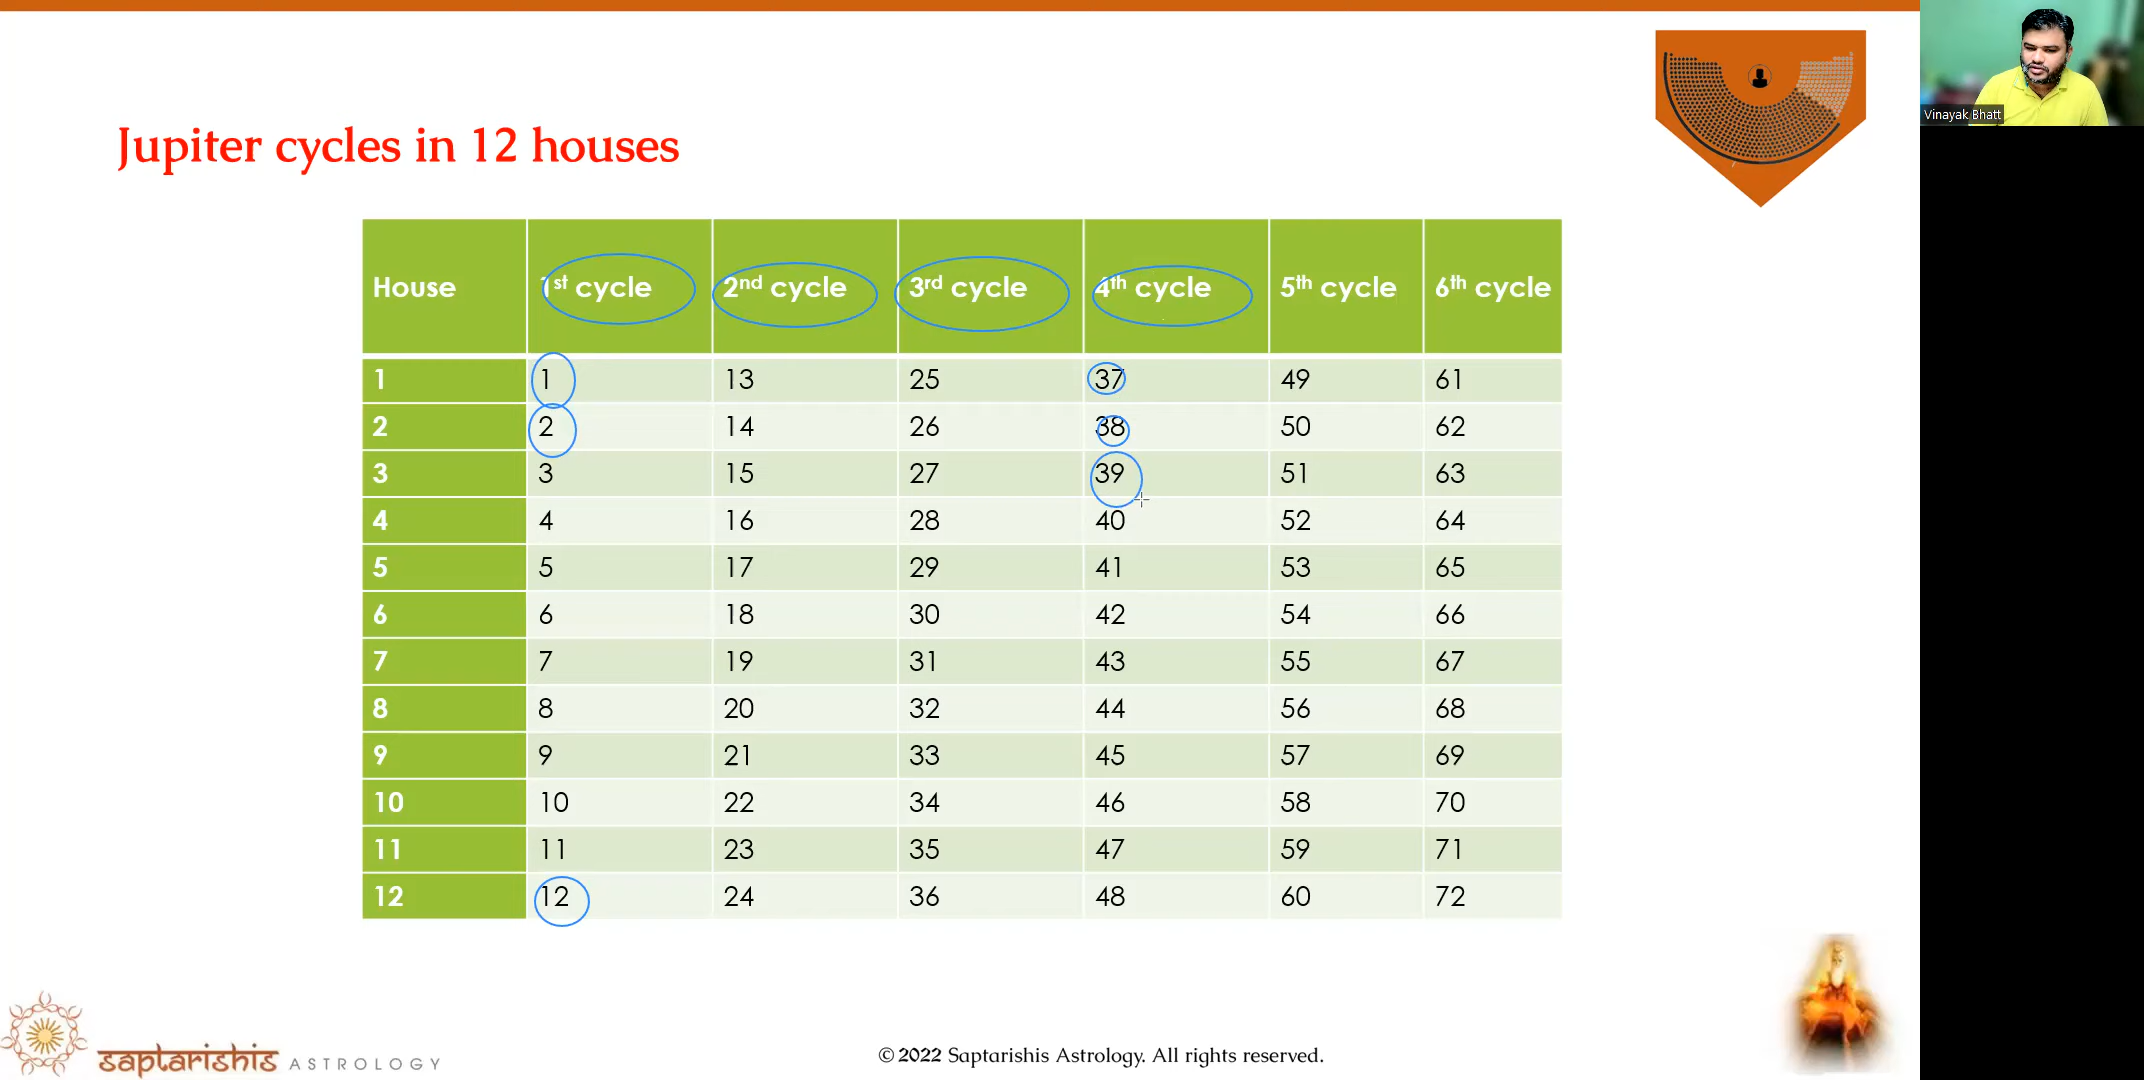 Vinayak Bhatt
Jupiter cycles in 12 houses
House 1st cycle 2nd cycle 3rd cycle 4th cycle 5th cycle 6th cycle
1 1 13 25 37 49 61
2 2 14 26 38 50 62
3 3 15 27 39 51 63
4 4 16 28 40 52 64
5 5 17 29 41 53 65
6 6 18 30 42 54 66
7 7 19 31 43 55 67
8 8 20 32 44 56 68
9 9 21 33 45 57 69
10 10 22 34 46 58 70
11 11 23 35 47 59 71
12 12 24 36 48 60 72
saptarishis ASTROLOGY
©2022 Saptarishis Astrology. All rights reserved.